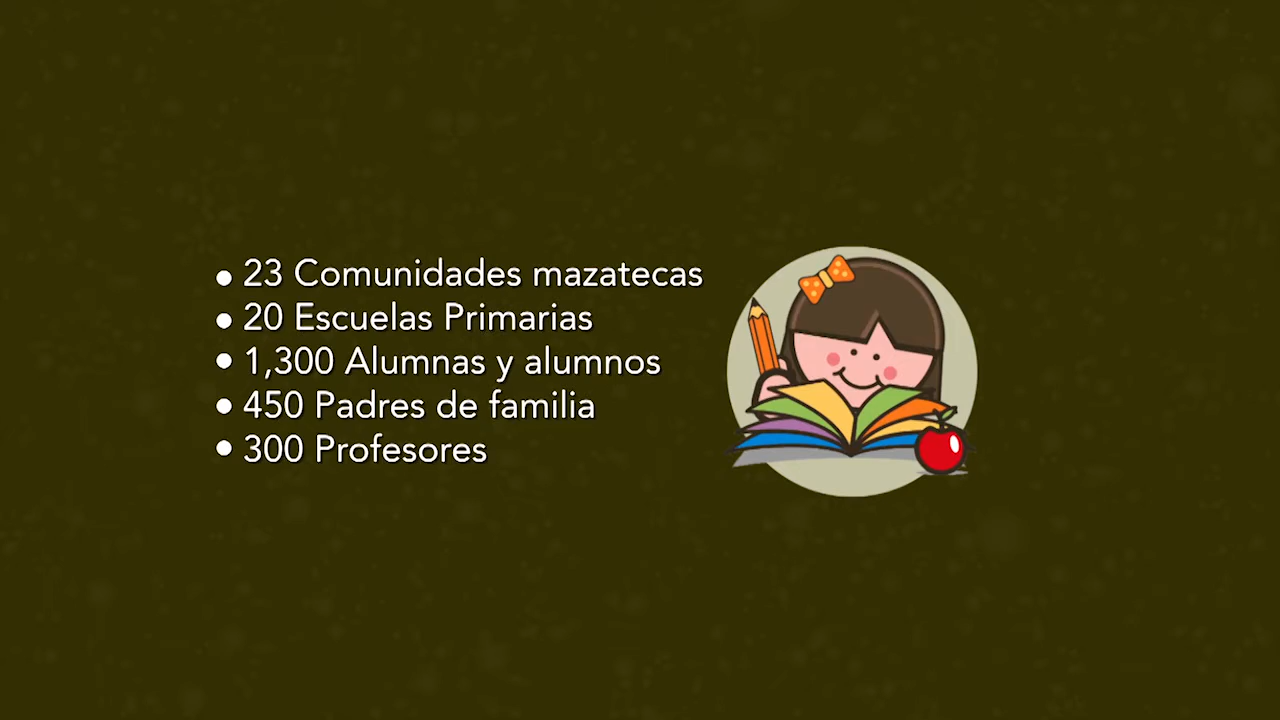 • 23 Comunidades mazatecas
• 20 Escuelas Primarias
• 1,300 Alumnas y alumnos
• 450 Padres de familia
• 300 Profesores